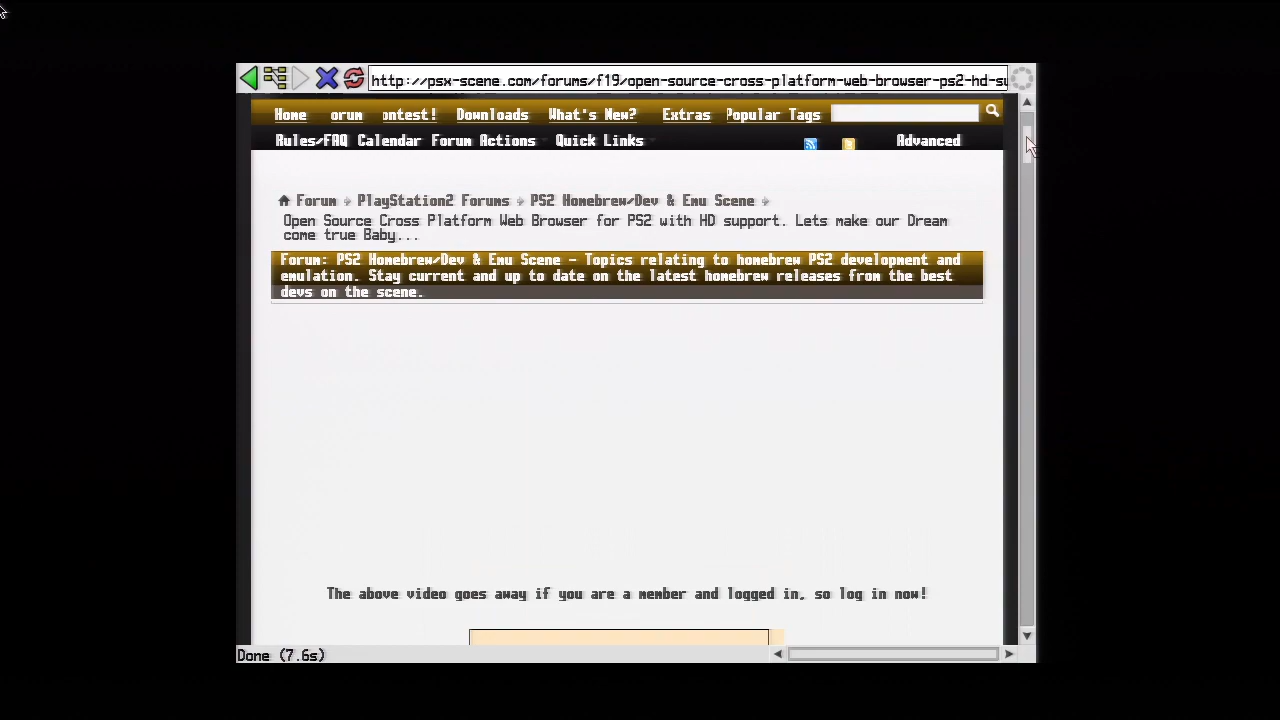 http://psx-scene.com/forums/f19/open-source-cross-platform-web-browser-ps2-hd-su
Home orum ontest! Downloads What's New? Extras Popular Tags
Rules/FAQ Calendar Forum Actions Quick Links Advanced
Forum PlayStation2 Forums PS2 Homebrew/Dev & Emu Scene
Open Source Cross Platform Web Browser for PS2 with HD support. Lets make our Dream
come true Baby...
Forum: PS2 Homebrew/Dev & Emu Scene - Topics relating to homebrew PS2 development and
emulation. Stay current and up to date on the latest homebrew releases from the best
devs on the scene.
The above video goes away if you are a member and logged in, so log in now!
Done (7.6s)